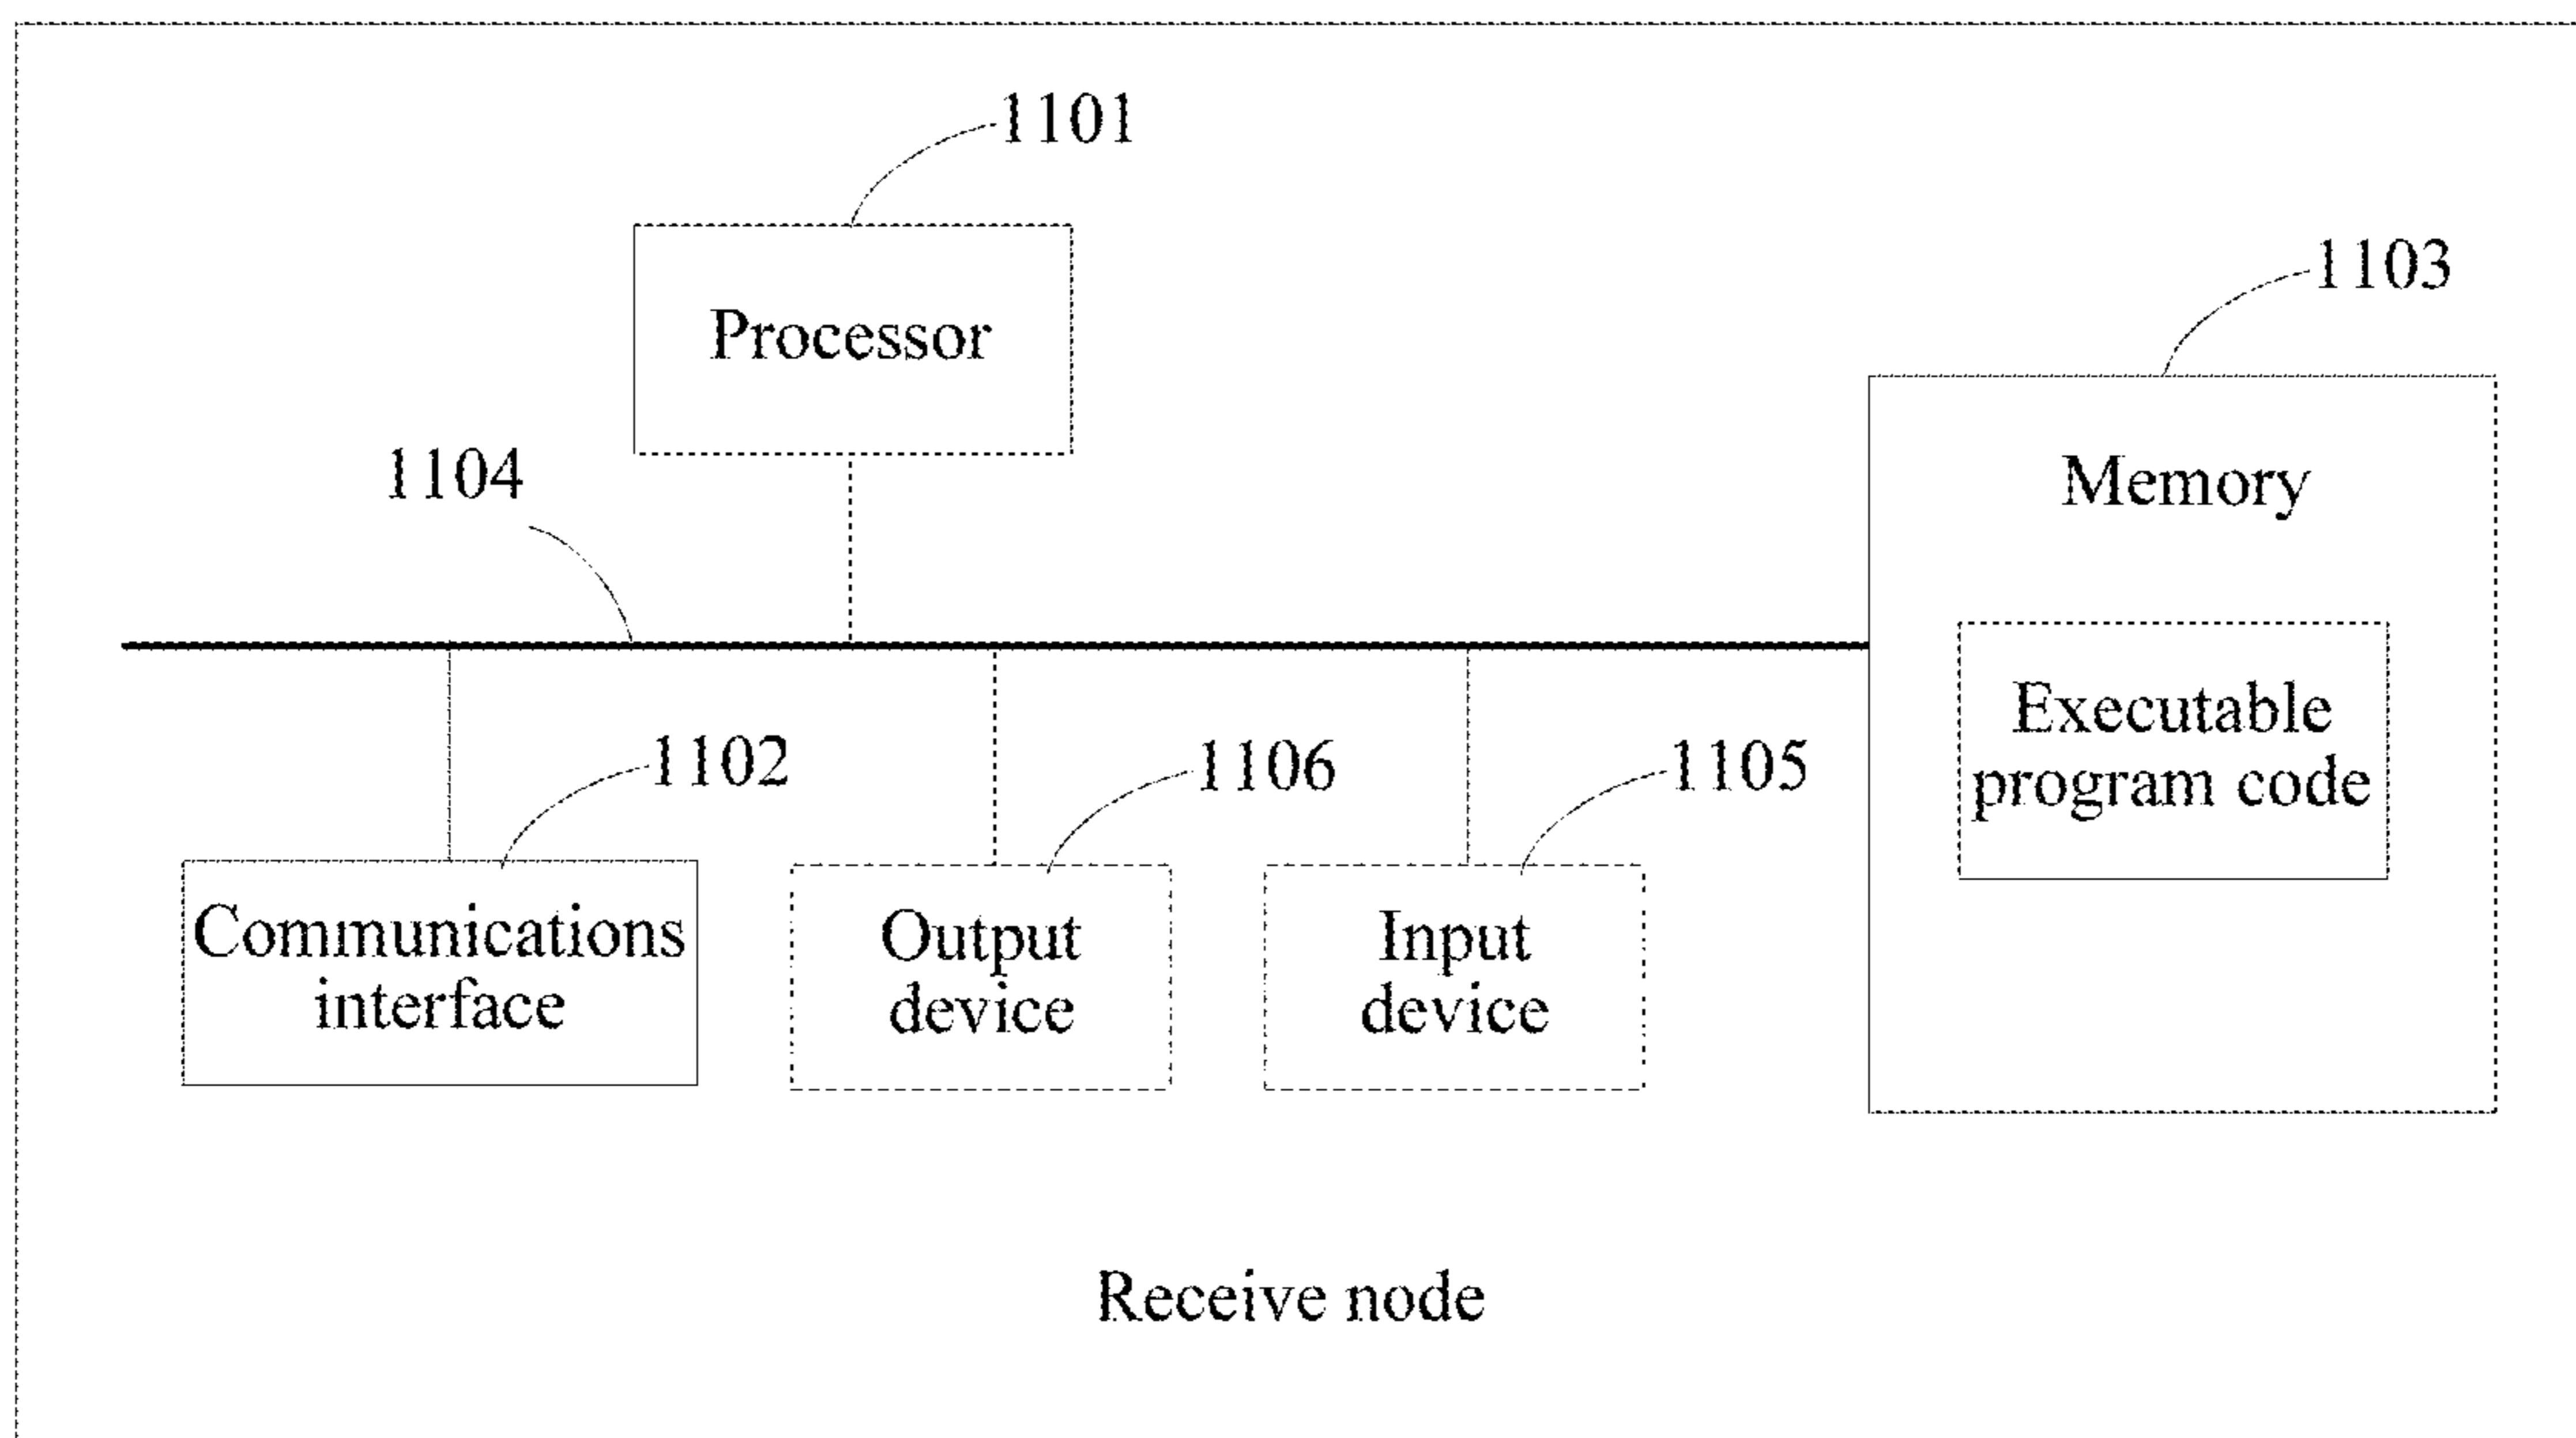 1101
Processor
1103
1104
Memory
Executable
program code
1102
1106
1105
Communications
interface
Output
device
Input
device
Receive node